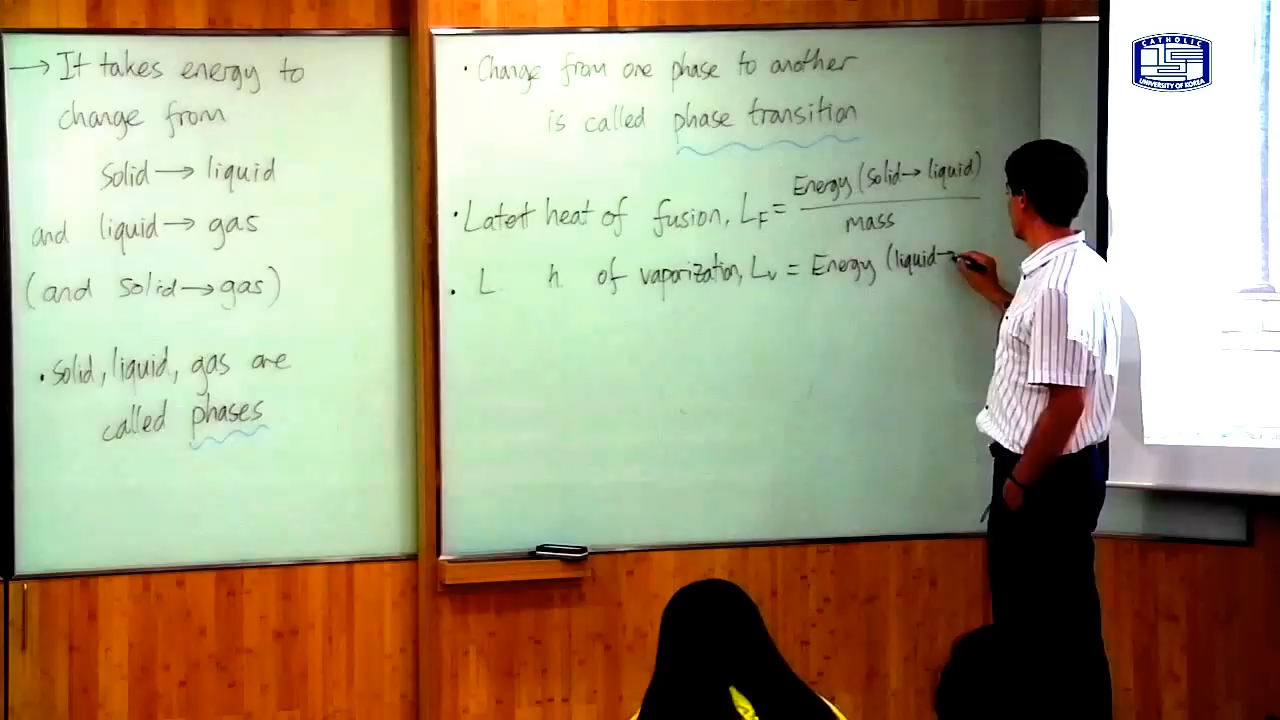 → It takes energy to
change from
solid → liquid
and liquid → gas
(and solid → gas)
• solid, liquid, gas are
called phases
• Change from one phase to another
is called phase transition
• Latent heat of fusion, L_F = Energy (solid → liquid) / mass
• L h of vaporization, L_v = Energy (liquid →
CATHOLIC
UNIVERSITY OF KOREA